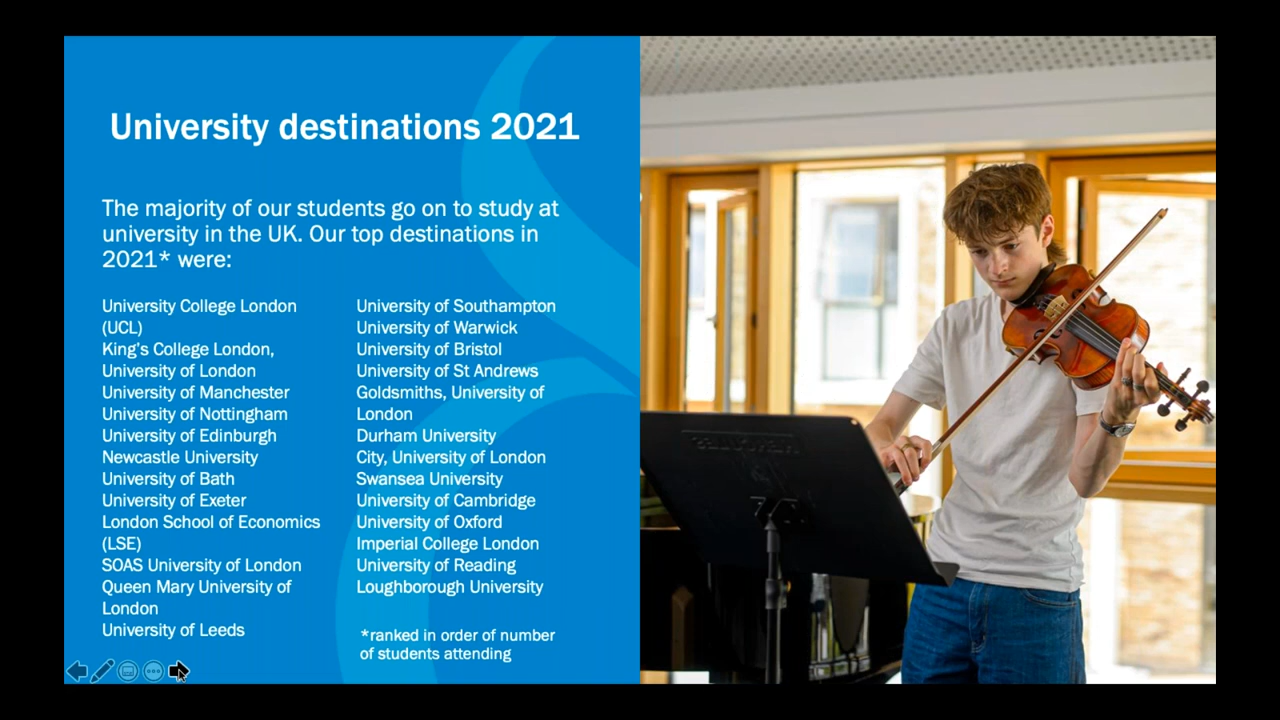 University destinations 2021
The majority of our students go on to study at
university in the UK. Our top destinations in
2021* were:
University College London
(UCL)
King's College London,
University of London
University of Manchester
University of Nottingham
University of Edinburgh
Newcastle University
University of Bath
University of Exeter
London School of Economics
(LSE)
SOAS University of London
Queen Mary University of
London
University of Leeds
University of Southampton
University of Warwick
University of Bristol
University of St Andrews
Goldsmiths, University of
London
Durham University
City, University of London
Swansea University
University of Cambridge
University of Oxford
Imperial College London
University of Reading
Loughborough University
*ranked in order of number
of students attending